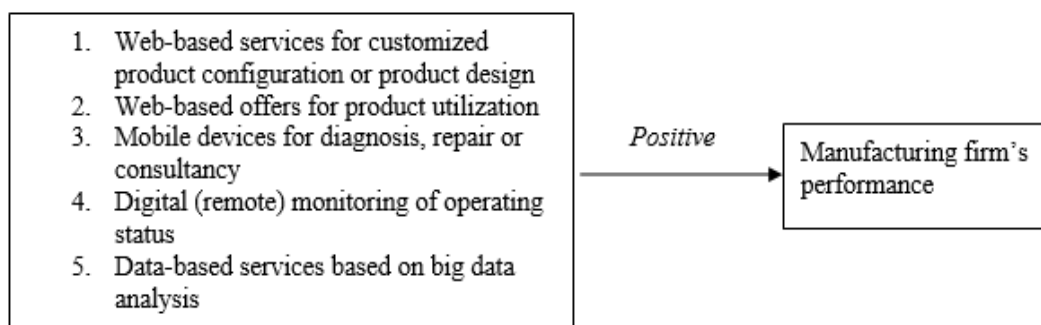 1. Web-based services for customized
product configuration or product design
2. Web-based offers for product utilization
3. Mobile devices for diagnosis, repair or
consultancy
4. Digital (remote) monitoring of operating
status
5. Data-based services based on big data
analysis
Positive
Manufacturing firm's
performance